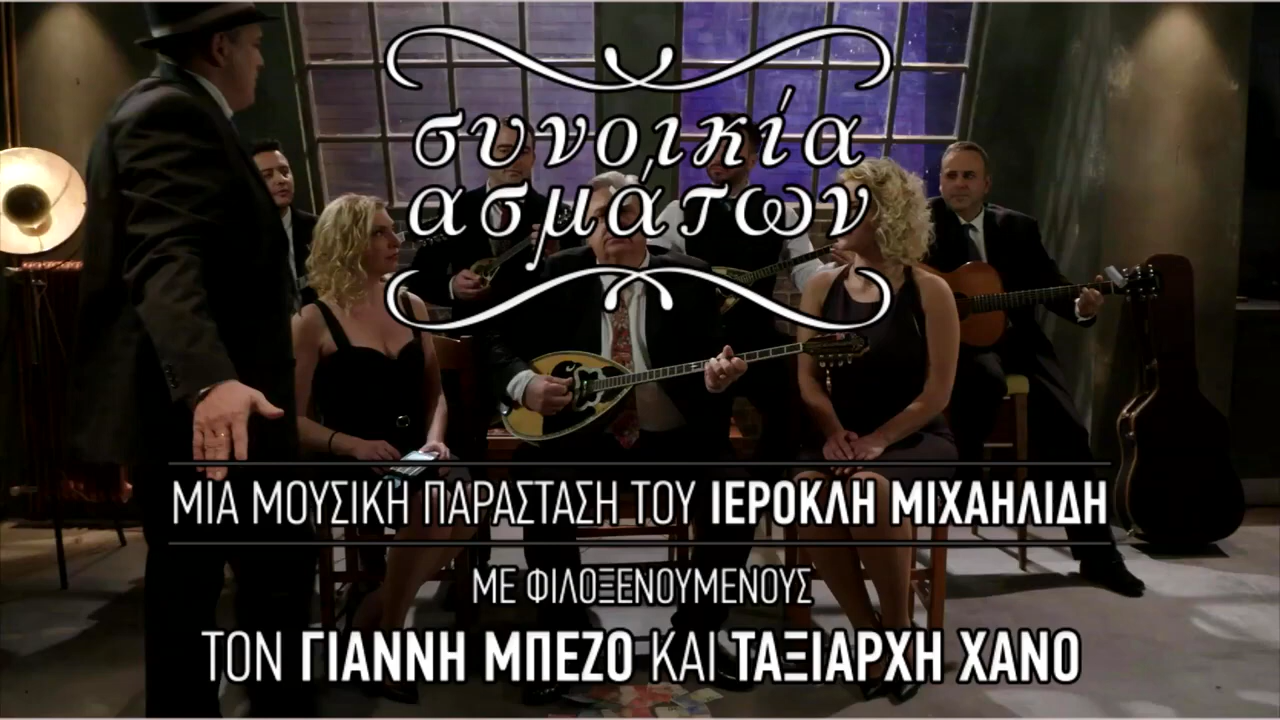 συνοικία
ασμάτων
ΜΙΑ ΜΟΥΣΙΚΗ ΠΑΡΑΣΤΑΣΗ ΤΟΥ ΙΕΡΟΚΛΗ ΜΙΧΑΗΛΙΔΗ
ΜΕ ΦΙΛΟΞΕΝΟΥΜΕΝΟΥΣ
ΤΟΝ ΓΙΑΝΝΗ ΜΠΕΖΟ ΚΑΙ ΤΑΞΙΑΡΧΗ ΧΑΝΟ